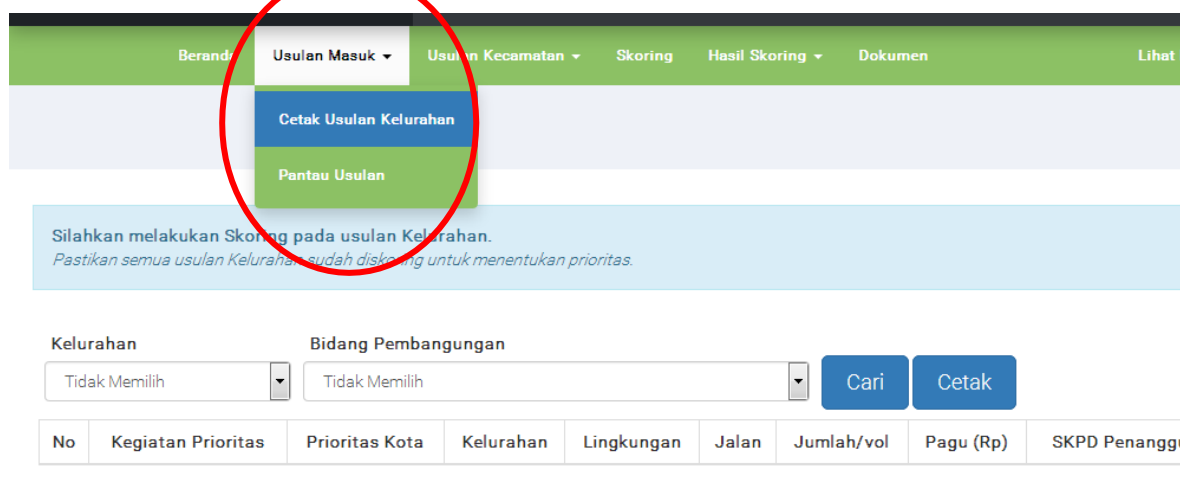 Beranda Usulan Masuk Usulan Kecamatan Skoring Hasil Skoring Dokumen Lihat
Cetak Usulan Kelurahan
Pantau Usulan
Silahkan melakukan Skoring pada usulan Kelurahan.
Pastikan semua usulan Kelurahan sudah diskoring untuk menentukan prioritas.
Kelurahan Bidang Pembangungan
Tidak Memilih Tidak Memilih Cari Cetak
No Kegiatan Prioritas Prioritas Kota Kelurahan Lingkungan Jalan Jumlah/vol Pagu (Rp) SKPD Penanggu